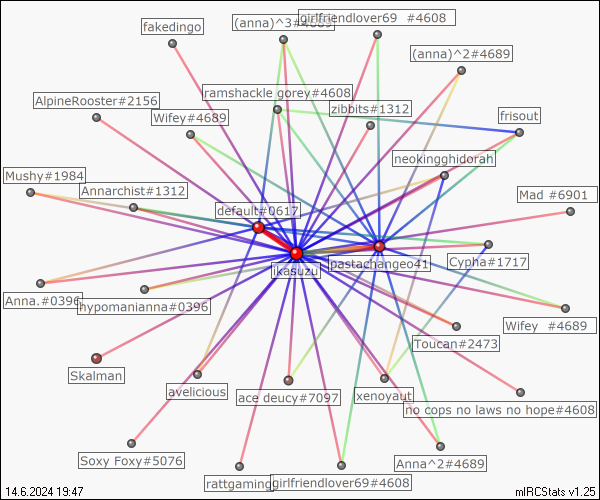 girlfriendlover69 #4608
(anna)^3#4689
fakedingo
(anna)^2#4689
ramshackle gorey#4608
AlpineRooster#2156
zibbits#1312
Wifey#4689
frisout
neokingghidorah
Mushy#1984
Annarchist#1312
Mad #6901
default#0617
Cypha#1717
pastachangeo41
ikasuzu
Anna.#0396
hypomanianna#0396
Wifey #4689
Toucan#2473
Skalman
avelicious
ace deucy#7097
xenoyaut
no cops no laws no hope#4608
Soxy Foxy#5076
Anna^2#4689
rattgaming
girlfriendlover69#4608
14.6.2024 19:47
mIRCStats v1.25